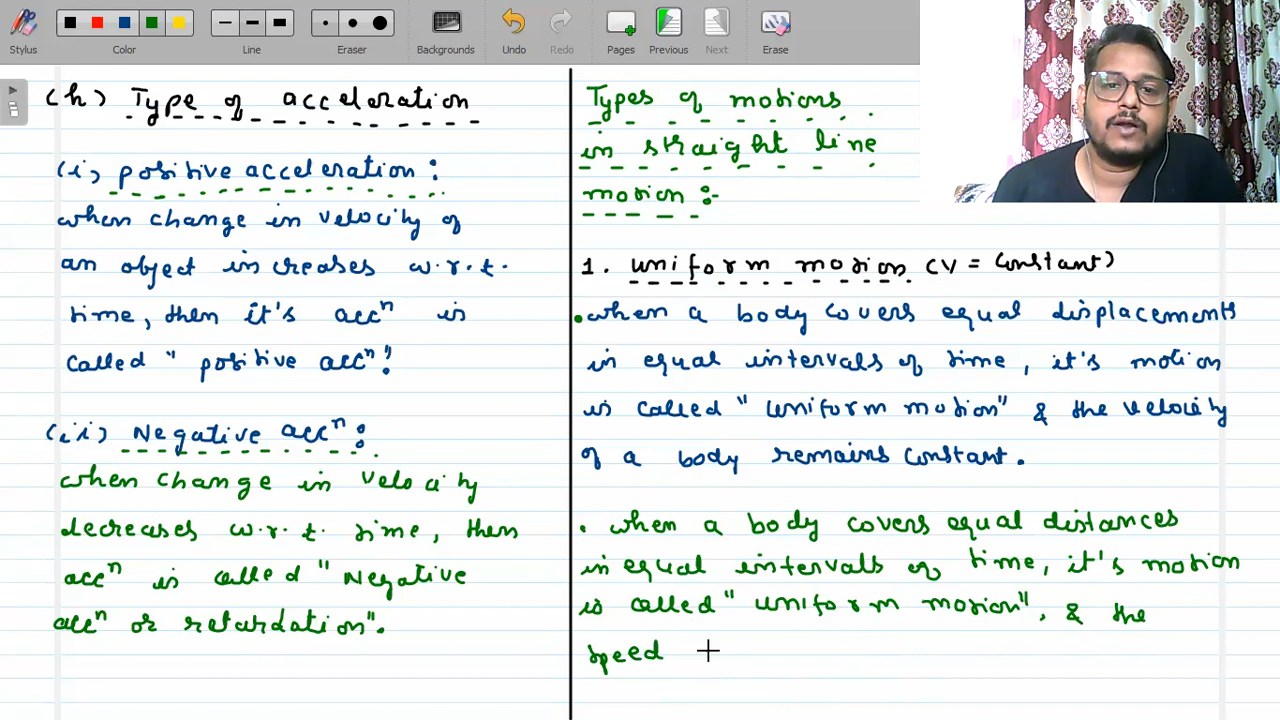 Stylus
Color
Line
Eraser
Backgrounds
Undo
Redo
Pages
Previous
Next
Erase
(h) Type of acceleration
(i) positive acceleration:
when change in velocity of
an object increases w.r.t.
time, then it's accⁿ is
called "positive accⁿ".
(ii) Negative accⁿ:
when change in velocity
decreases w.r.t. time, then
accⁿ is called "Negative
accⁿ or retardation".
Types of motions
in straight line
motion :-
1. uniform motion (V = constant)
• when a body covers equal displacements
in equal intervals of time, it's motion
is called "uniform motion" & the velocity
of a body remains constant.
• when a body covers equal distances
in equal intervals of time, it's motion
is called "uniform motion", & the
speed